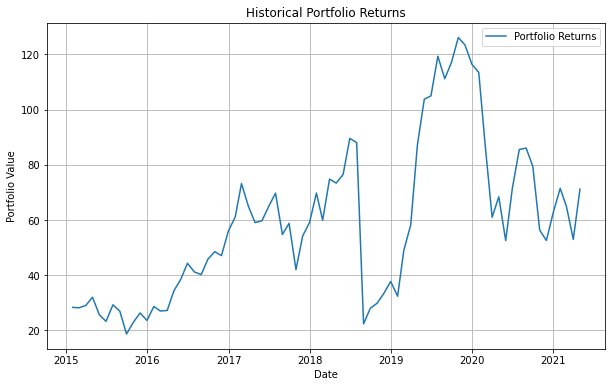 Historical Portfolio Returns
Portfolio Returns
Portfolio Value
120
100
80
60
40
20
2015 2016 2017 2018 2019 2020 2021
Date